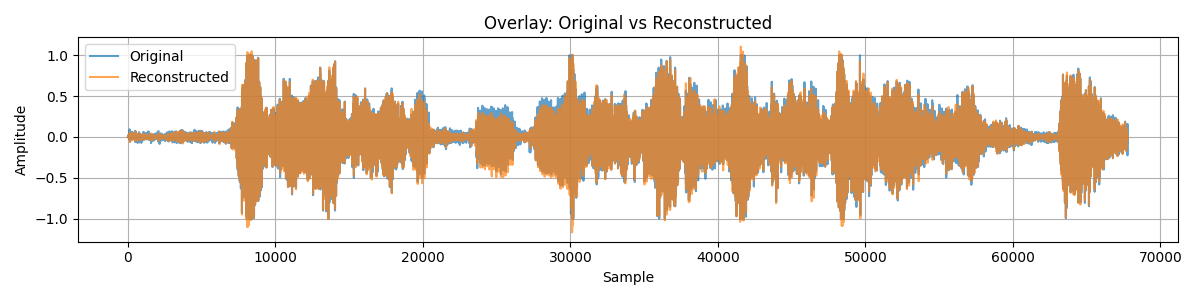 Overlay: Original vs Reconstructed
Original
Reconstructed
Amplitude
1.0
0.5
0.0
−0.5
−1.0
0 10000 20000 30000 40000 50000 60000 70000
Sample